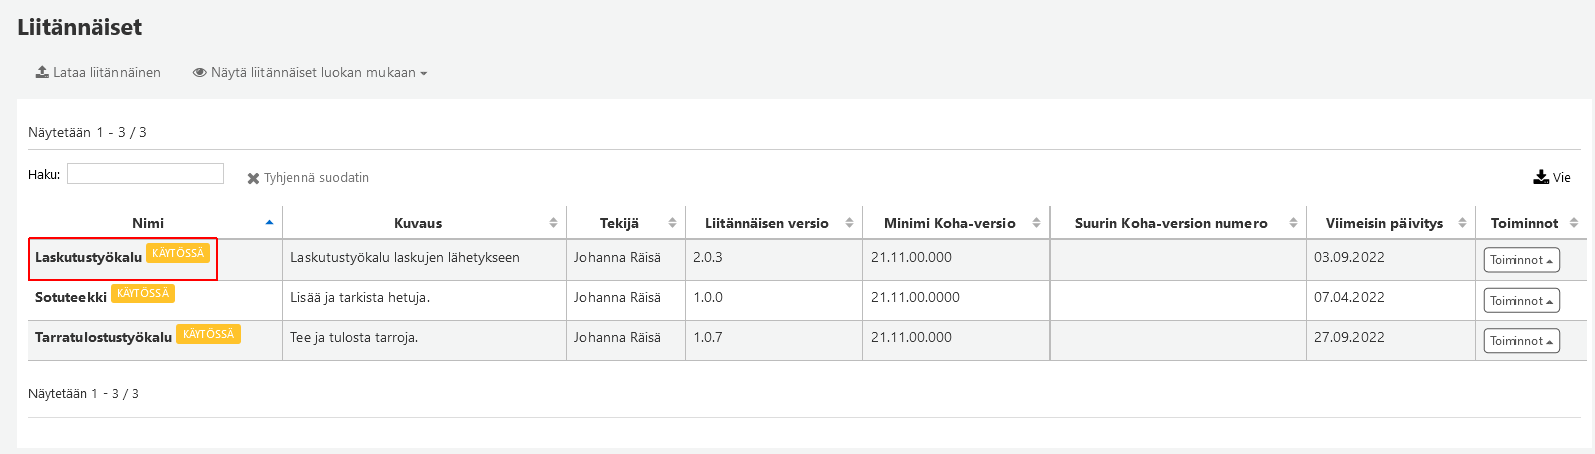 Liitännäiset
Lataa liitännäinen Näytä liitännäiset luokan mukaan
Näytetään 1 - 3 / 3
Haku: Tyhjennä suodatin Vie
Nimi Kuvaus Tekijä Liitännäisen versio Minimi Koha-versio Suurin Koha-version numero Viimeisin päivitys Toiminnot
Laskutustyökalu KÄYTÖSSÄ Laskutustyökalu laskujen lähetykseen Johanna Räisä 2.0.3 21.11.00.000 03.09.2022 Toiminnot
Sotuteekki KÄYTÖSSÄ Lisää ja tarkista hetuja. Johanna Räisä 1.0.0 21.11.00.0000 07.04.2022 Toiminnot
Tarratulostustyökalu KÄYTÖSSÄ Tee ja tulosta tarroja. Johanna Räisä 1.0.7 21.11.00.000 27.09.2022 Toiminnot
Näytetään 1 - 3 / 3